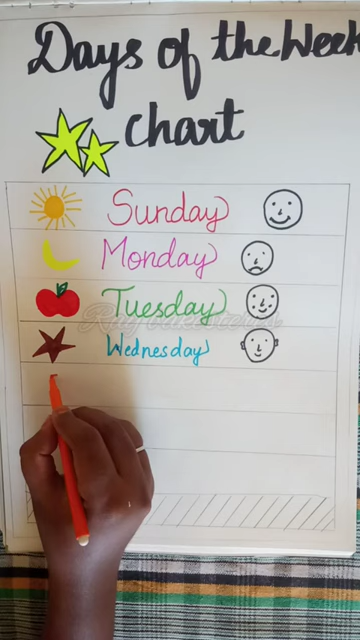 Days of the Week
chart
Sunday
Monday
Tuesday
Wednesday